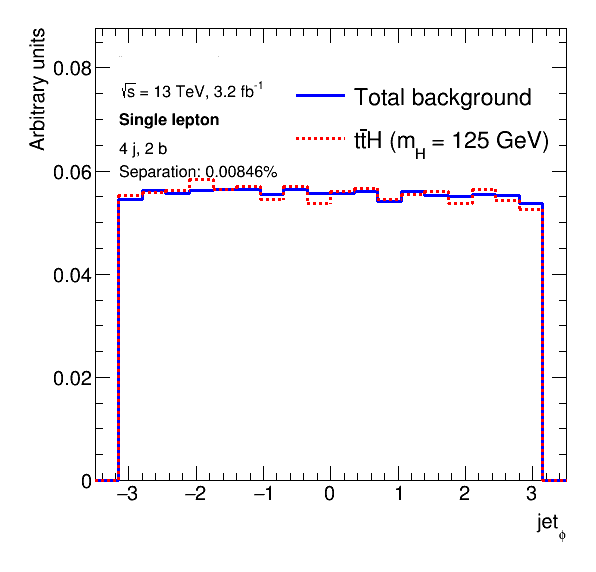 Arbitrary units
0.08
0.06
0.04
0.02
0
√s = 13 TeV, 3.2 fb⁻¹
Single lepton
4 j, 2 b
Separation: 0.00846%
Total background
tt̄H (m_H = 125 GeV)
−3 −2 −1 0 1 2 3
jet_ϕ